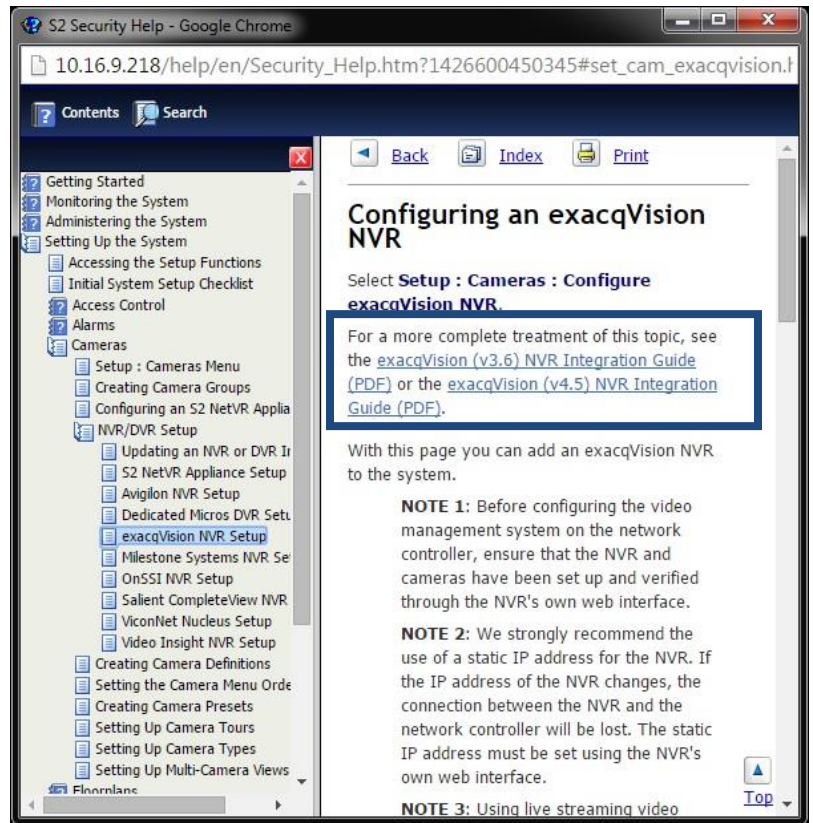 S2 Security Help - Google Chrome
10.16.9.218/help/en/Security_Help.htm?1426600450345#set_cam_exacqvision.h
Contents Search
Getting Started
Monitoring the System
Administering the System
Setting Up the System
Accessing the Setup Functions
Initial System Setup Checklist
Access Control
Alarms
Cameras
Setup : Cameras Menu
Creating Camera Groups
Configuring an S2 NetVR Applia
NVR/DVR Setup
Updating an NVR or DVR Ir
S2 NetVR Appliance Setup
Avigilon NVR Setup
Dedicated Micros DVR Setu
exacqVision NVR Setup
Milestone Systems NVR Se
OnSSI NVR Setup
Salient CompleteView NVR
ViconNet Nucleus Setup
Video Insight NVR Setup
Creating Camera Definitions
Setting the Camera Menu Orde
Creating Camera Presets
Setting Up Camera Tours
Setting Up Camera Types
Setting Up Multi-Camera Views
Floorplans
Back Index Print
Configuring an exacqVision
NVR
Select Setup : Cameras : Configure
exacqVision NVR.
For a more complete treatment of this topic, see
the exacqVision (v3.6) NVR Integration Guide
(PDF) or the exacqVision (v4.5) NVR Integration
Guide (PDF).
With this page you can add an exacqVision NVR
to the system.
NOTE 1: Before configuring the video
management system on the network
controller, ensure that the NVR and
cameras have been set up and verified
through the NVR's own web interface.
NOTE 2: We strongly recommend the
use of a static IP address for the NVR. If
the IP address of the NVR changes, the
connection between the NVR and the
network controller will be lost. The static
IP address must be set using the NVR's
own web interface.
NOTE 3: Using live streaming video
Top